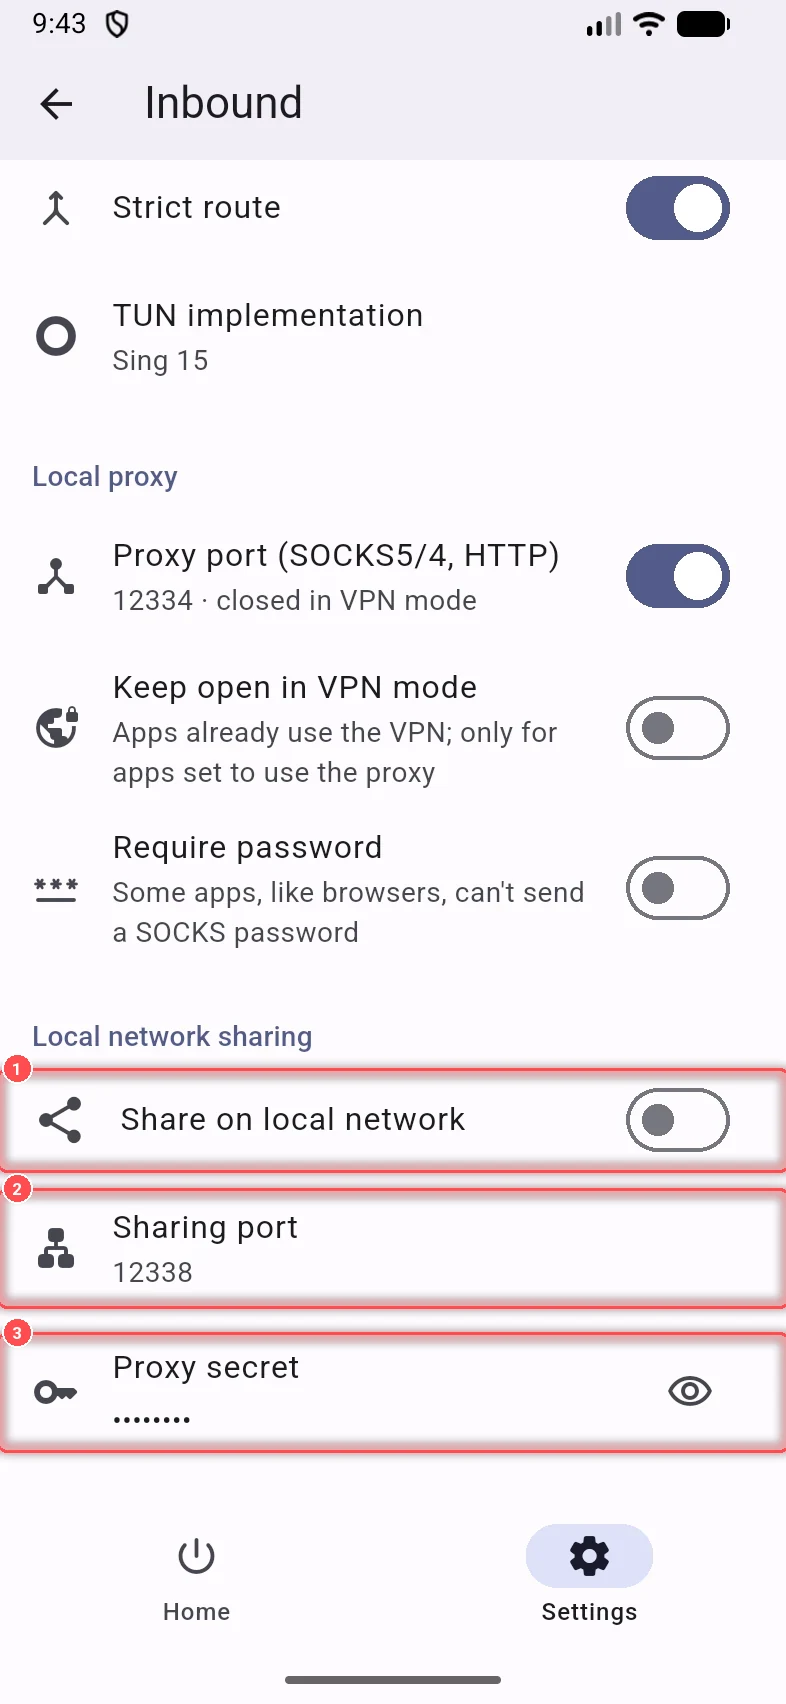 9:43
Inbound
Strict route
TUN implementation
Sing 15
Local proxy
Proxy port (SOCKS5/4, HTTP)
12334 · closed in VPN mode
Keep open in VPN mode
Apps already use the VPN; only for
apps set to use the proxy
Require password
Some apps, like browsers, can't send
a SOCKS password
Local network sharing
1
Share on local network
2
Sharing port
12338
3
Proxy secret
••••••••
Home
Settings